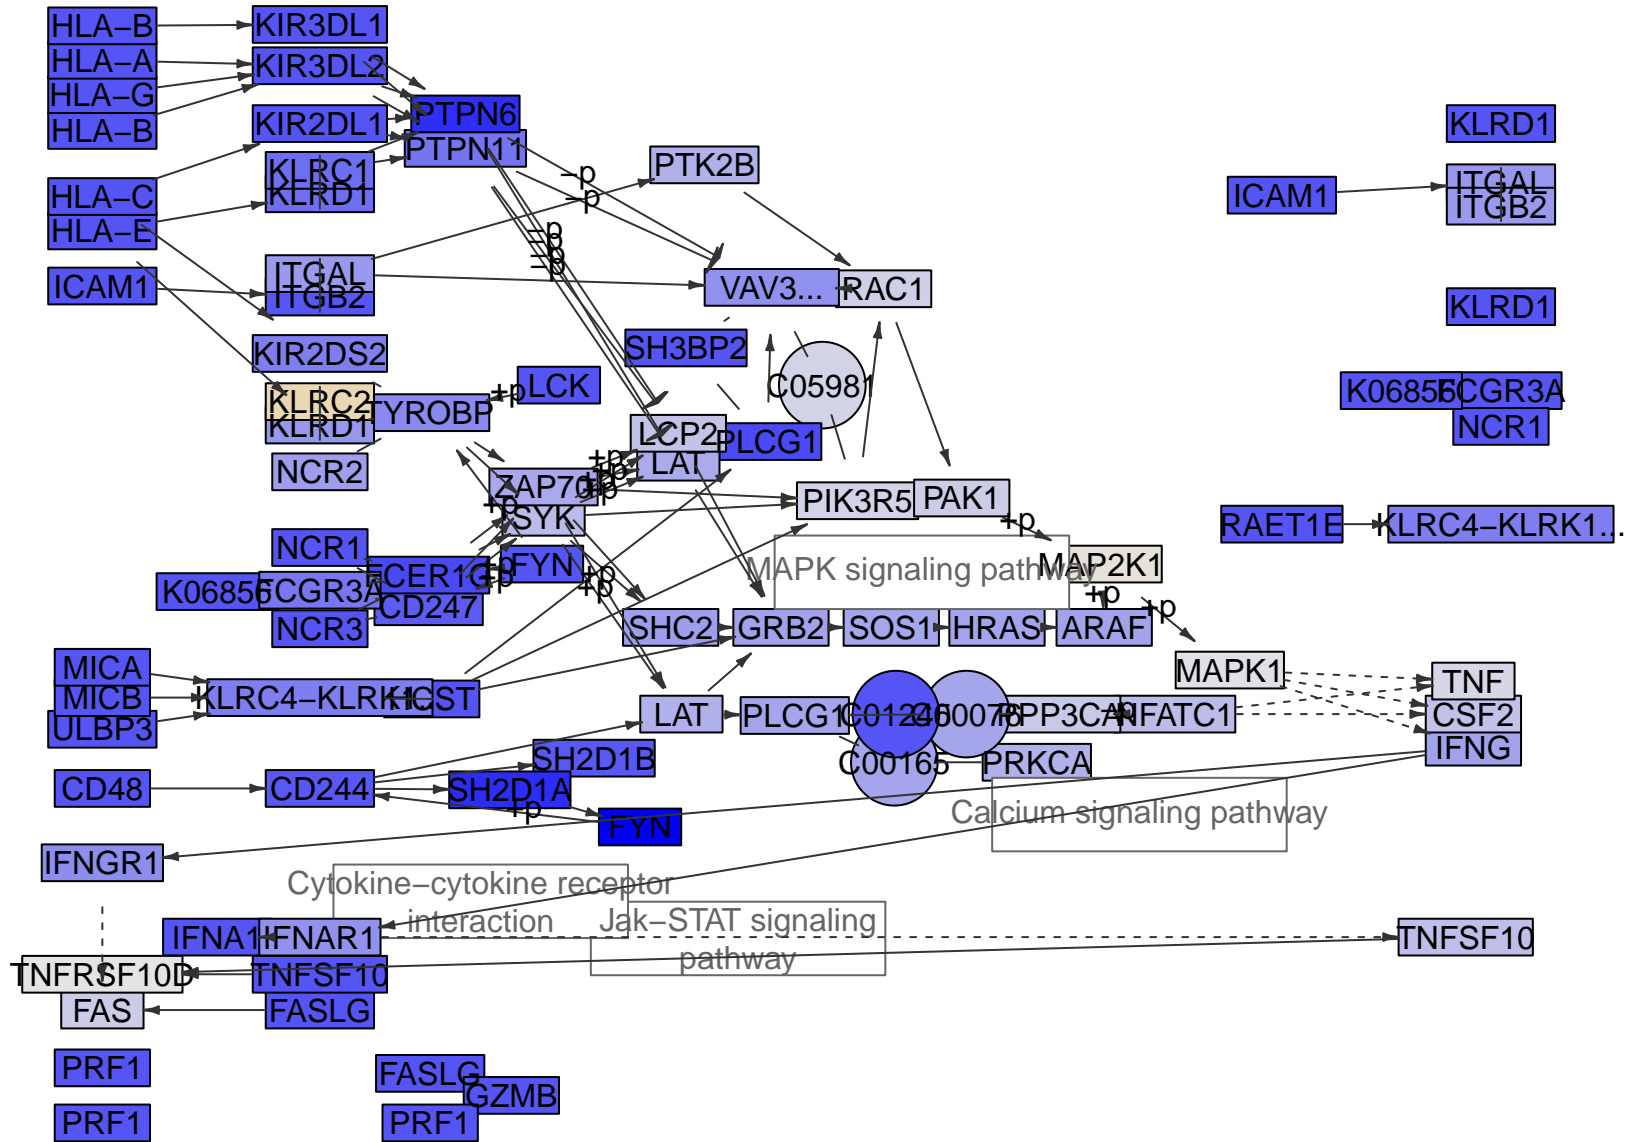 HLA−B
KIR3DL1
HLA−A
KIR3DL2
HLA−G
HLA−B
KIR2DL1
PTPN6
PTPN11
KLRC1
KLRD1
HLA−C
HLA−E
PTK2B
−p
−p
KLRD1
ICAM1
ITGAL
ITGB2
ICAM1
ITGAL
ITGB2
−p
−p
−p
−p
VAV3...
RAC1
KLRD1
KIR2DS2
SH3BP2
C05981
KLRC2
KLRD1
TYROBP
+p
LCK
LCP2
LAT
PLCG1
K06856
FCGR3A
NCR1
NCR2
ZAP70
SYK
+p
+p
+p
+p
+p
PIK3R5
PAK1
+p
RAET1E
KLRC4−KLRK1...
NCR1
K06856
FCGR3A
NCR3
FCER1G
CD247
+p
+p
FYN
+p
+p
MAPK signaling pathway
MAP2K1
+p
+p
SHC2
GRB2
SOS1
HRAS
ARAF
MICA
MICB
ULBP3
KLRC4−KLRK1...
HCST
MAPK1
TNF
CSF2
IFNG
LAT
PLCG1
C01245
C00076
C00165
PPP3CA
−p
NFATC1
PRKCA
CD48
CD244
SH2D1B
SH2D1A
+p
FYN
Calcium signaling pathway
IFNGR1
Cytokine−cytokine receptor
interaction
Jak−STAT signaling
pathway
IFNA1
IFNAR1
TNFSF10
TNFRSF10D
TNFSF10
FAS
FASLG
PRF1
FASLG
GZMB
PRF1
PRF1